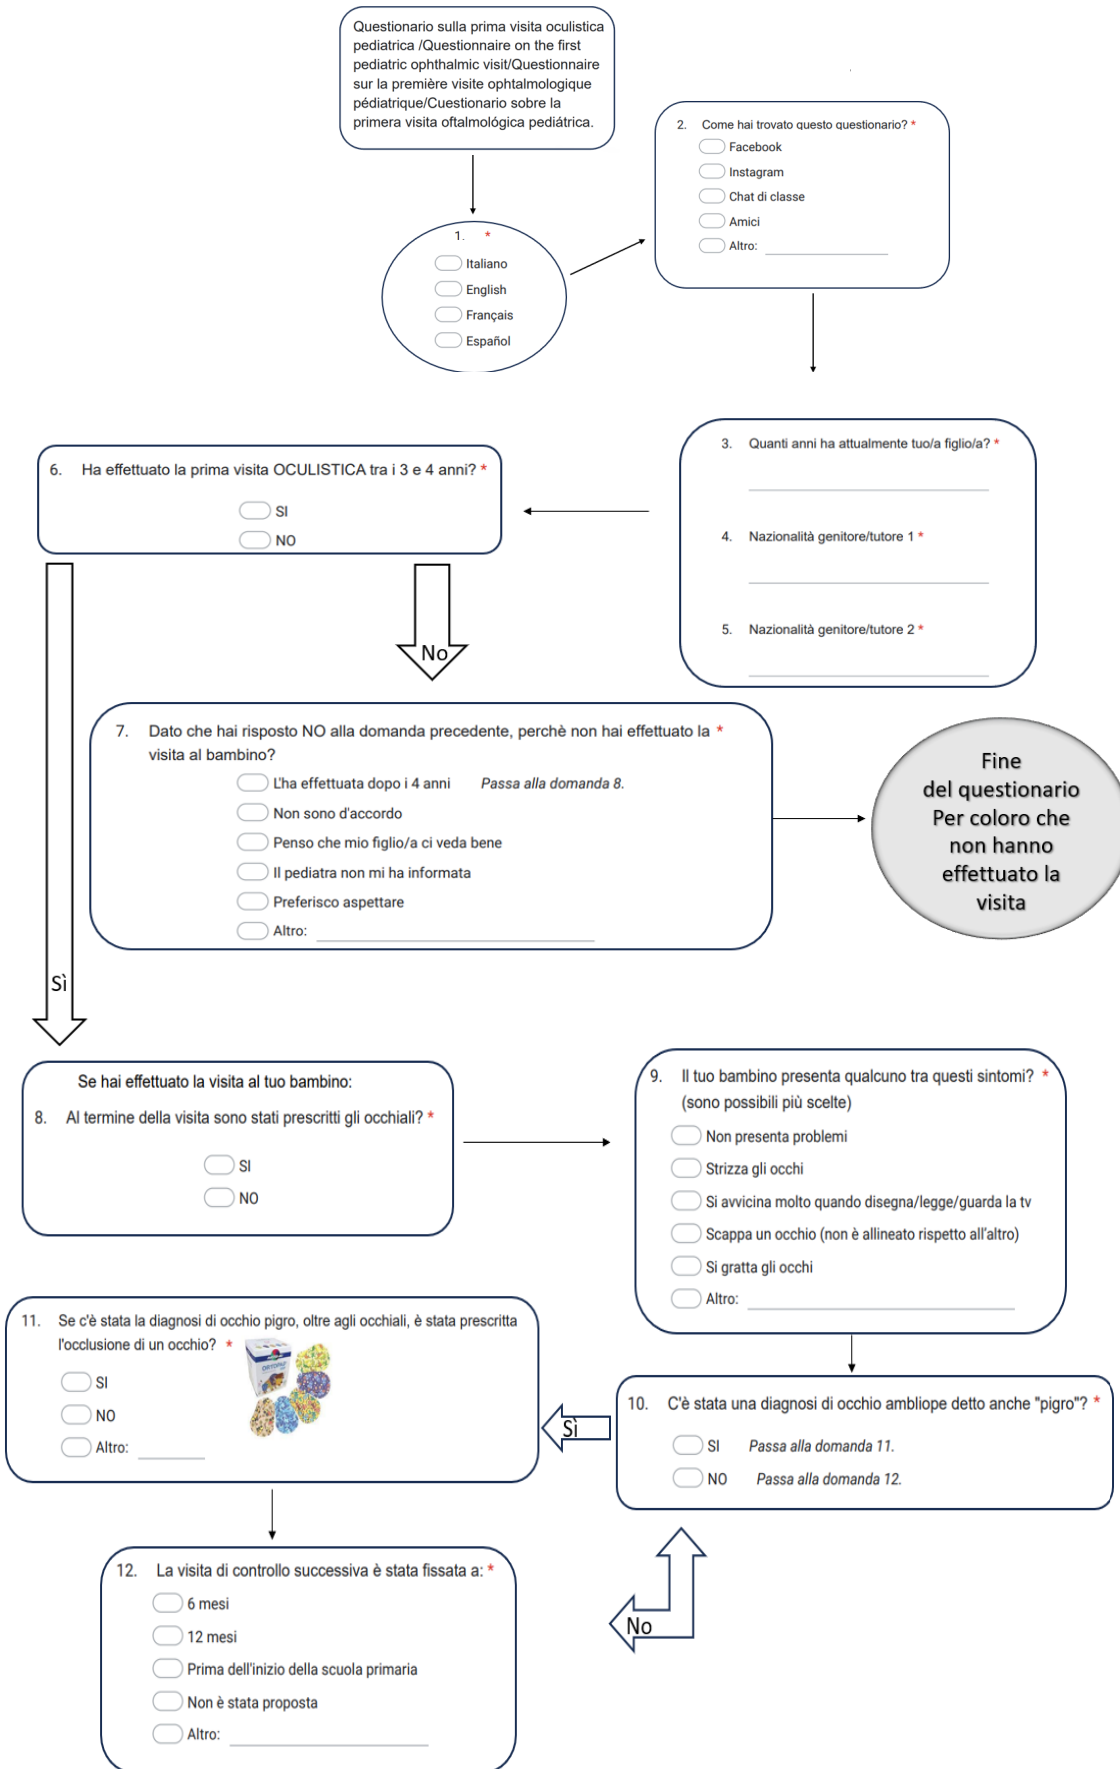 Questionario sulla prima visita oculistica
pediatrica /Questionnaire on the first
pediatric ophthalmic visit/Questionnaire
sur la première visite ophtalmologique
pédiatrique/Cuestionario sobre la
primera visita oftalmológica pediátrica.
1. *
Italiano
English
Français
Español
2. Come hai trovato questo questionario? *
Facebook
Instagram
Chat di classe
Amici
Altro:
3. Quanti anni ha attualmente tuo/a figlio/a? *
4. Nazionalità genitore/tutore 1 *
5. Nazionalità genitore/tutore 2 *
6. Ha effettuato la prima visita OCULISTICA tra i 3 e 4 anni? *
SI
NO
No
Sì
7. Dato che hai risposto NO alla domanda precedente, perchè non hai effettuato la *
visita al bambino?
L'ha effettuata dopo i 4 anni Passa alla domanda 8.
Non sono d'accordo
Penso che mio figlio/a ci veda bene
Il pediatra non mi ha informata
Preferisco aspettare
Altro:
Fine
del questionario
Per coloro che
non hanno
effettuato la
visita
Se hai effettuato la visita al tuo bambino:
8. Al termine della visita sono stati prescritti gli occhiali? *
SI
NO
9. Il tuo bambino presenta qualcuno tra questi sintomi? *
(sono possibili più scelte)
Non presenta problemi
Strizza gli occhi
Si avvicina molto quando disegna/legge/guarda la tv
Scappa un occhio (non è allineato rispetto all'altro)
Si gratta gli occhi
Altro:
10. C'è stata una diagnosi di occhio ambliope detto anche "pigro"? *
SI Passa alla domanda 11.
NO Passa alla domanda 12.
Sì
No
11. Se c'è stata la diagnosi di occhio pigro, oltre agli occhiali, è stata prescritta
l'occlusione di un occhio? *
SI
NO
Altro:
ORTOPAD
12. La visita di controllo successiva è stata fissata a: *
6 mesi
12 mesi
Prima dell'inizio della scuola primaria
Non è stata proposta
Altro: